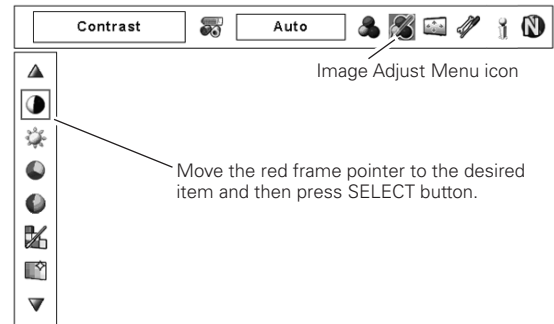 Contrast
Auto
N
Image Adjust Menu icon
Move the red frame pointer to the desired
item and then press SELECT button.